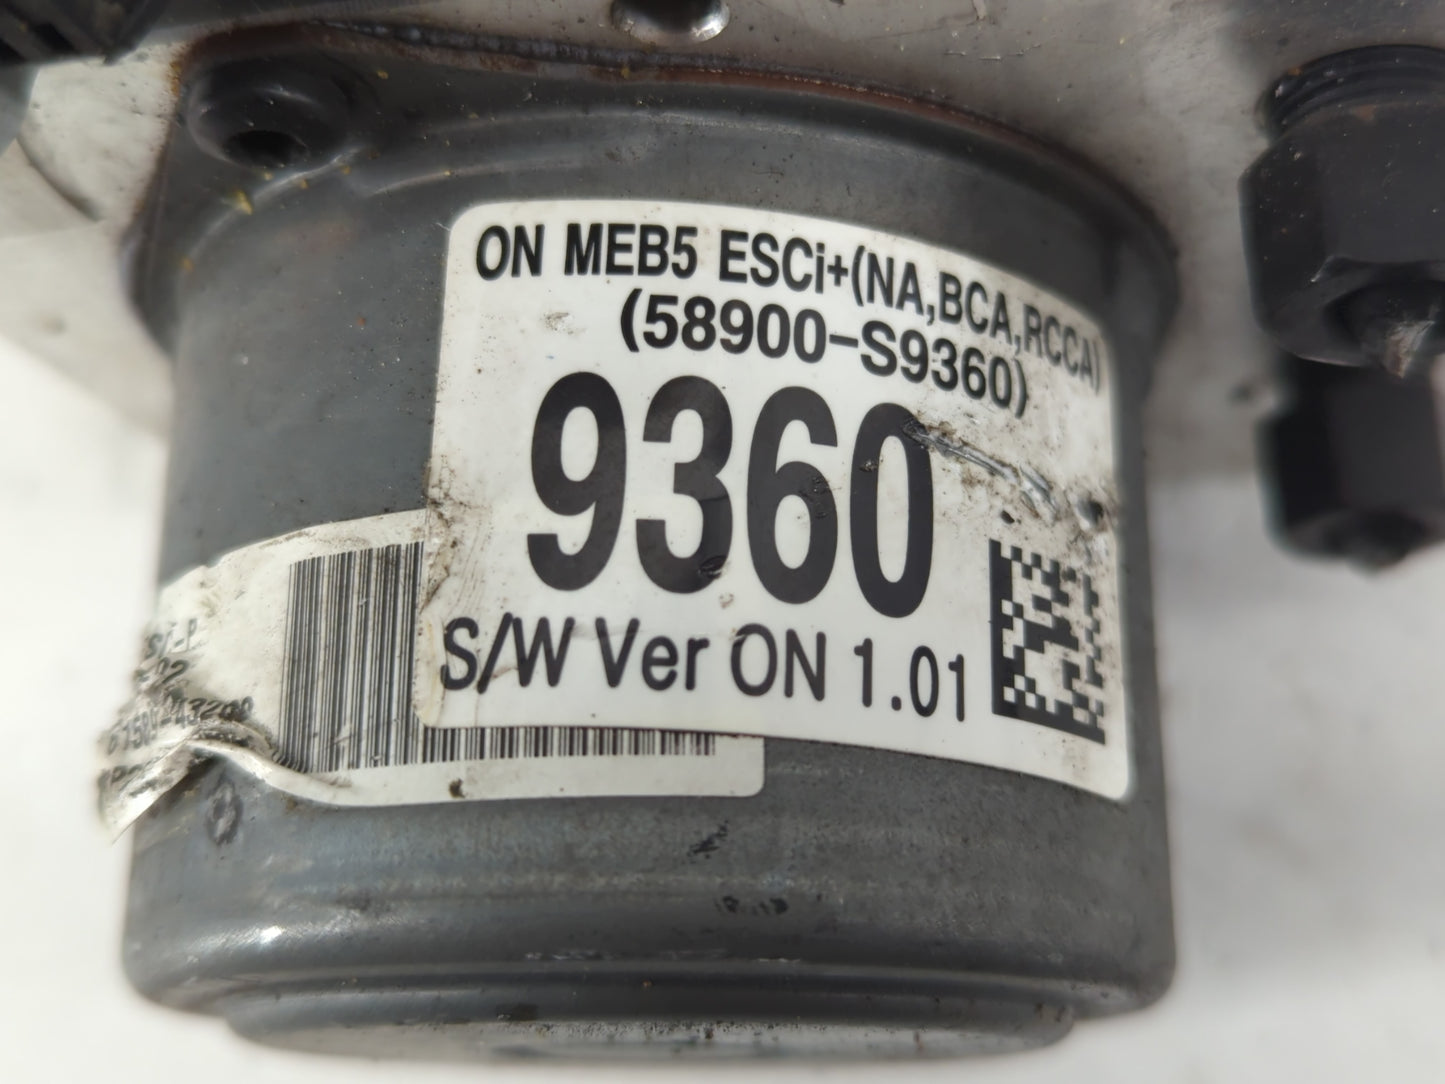 ON MEB5 ESCi+(NA,BCA,RCCA)
(58900-S9360)
9360
S/W Ver ON 1.01